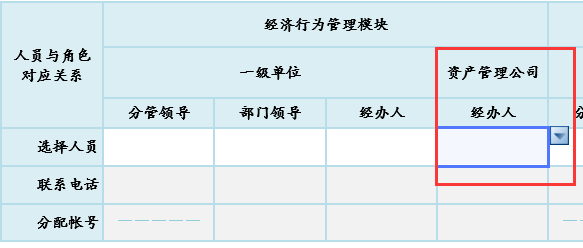 经济行为管理模块
人员与角色
对应关系
一级单位
资产管理公司
分管领导
部门领导
经办人
经办人
选择人员
联系电话
分配帐号